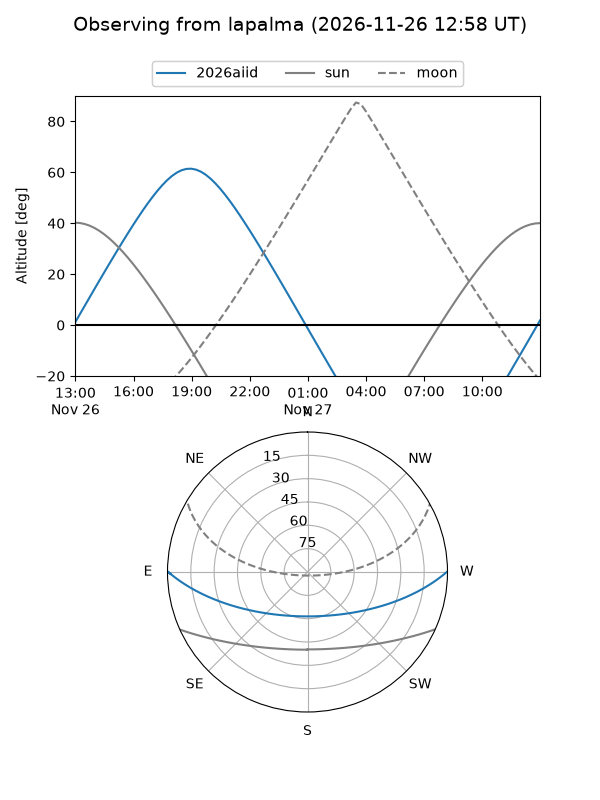 Observing from lapalma (2026-11-26 12:58 UT)
2026aiid sun moon
Altitude [deg]
80
60
40
20
0
−20
13:00 16:00 19:00 22:00 01:00 04:00 07:00 10:00
Nov 26 Nov 27
N
NE NW
15
30
45
60
75
E W
SE SW
S